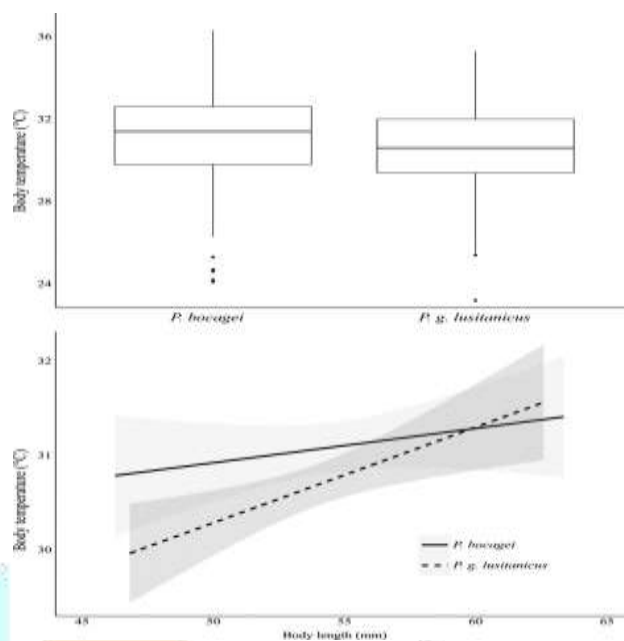 Body temperature (°C)
36
32
28
24
P. bocagei
P. g. lusitanicus
Body temperature (°C)
32
31
30
P. bocagei
P. g. lusitanicus
45
50
55
60
65
Body length (mm)